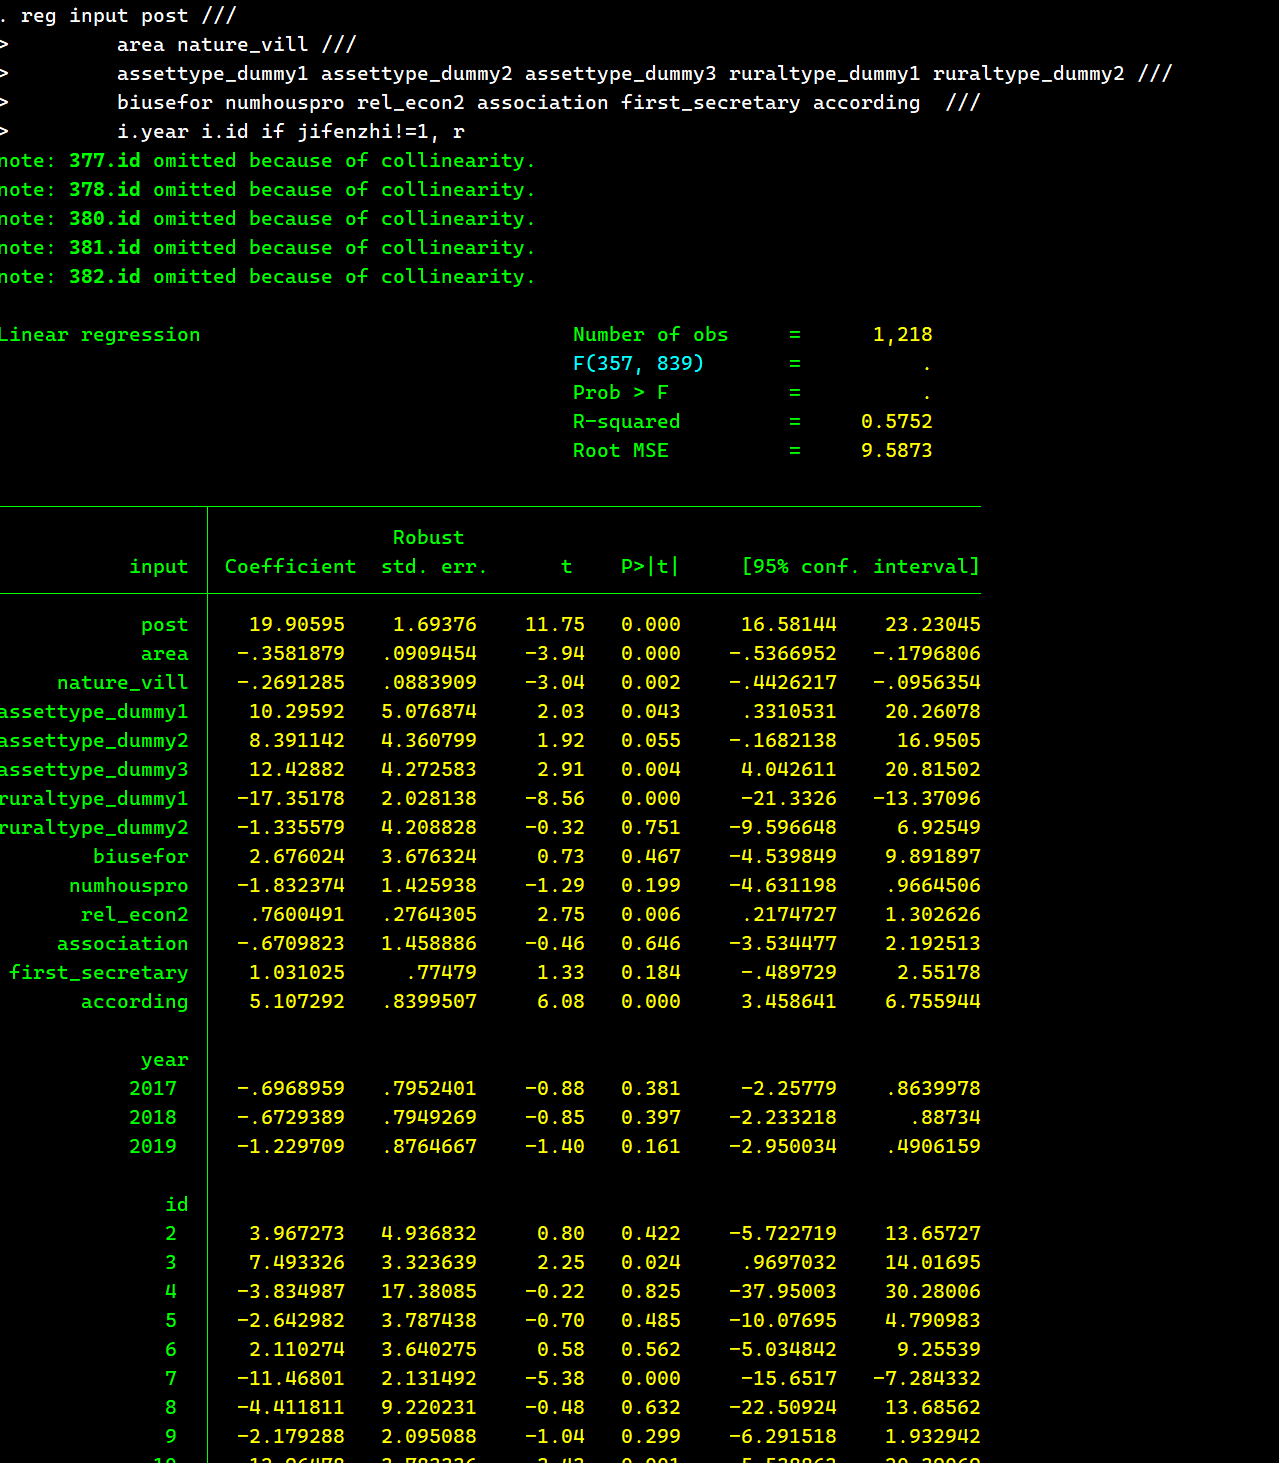 . reg input post ///
>         area nature_vill ///
>         assettype_dummy1 assettype_dummy2 assettype_dummy3 ruraltype_dummy1 ruraltype_dummy2 ///
>         biusefor numhouspro rel_econ2 association first_secretary according  ///
>         i.year i.id if jifenzhi!=1, r
note: 377.id omitted because of collinearity.
note: 378.id omitted because of collinearity.
note: 380.id omitted because of collinearity.
note: 381.id omitted because of collinearity.
note: 382.id omitted because of collinearity.
Linear regression Number of obs = 1,218
F(357, 839) = .
Prob > F = .
R-squared = 0.5752
Root MSE = 9.5873
Robust
input Coefficient std. err. t P>|t| [95% conf. interval]
post 19.90595 1.69376 11.75 0.000 16.58144 23.23045
area -.3581879 .0909454 -3.94 0.000 -.5366952 -.1796806
nature_vill -.2691285 .0883909 -3.04 0.002 -.4426217 -.0956354
assettype_dummy1 10.29592 5.076874 2.03 0.043 .3310531 20.26078
assettype_dummy2 8.391142 4.360799 1.92 0.055 -.1682138 16.9505
assettype_dummy3 12.42882 4.272583 2.91 0.004 4.042611 20.81502
ruraltype_dummy1 -17.35178 2.028138 -8.56 0.000 -21.3326 -13.37096
ruraltype_dummy2 -1.335579 4.208828 -0.32 0.751 -9.596648 6.92549
biusefor 2.676024 3.676324 0.73 0.467 -4.539849 9.891897
numhouspro -1.832374 1.425938 -1.29 0.199 -4.631198 .9664506
rel_econ2 .7600491 .2764305 2.75 0.006 .2174727 1.302626
association -.6709823 1.458886 -0.46 0.646 -3.534477 2.192513
first_secretary 1.031025 .77479 1.33 0.184 -.489729 2.55178
according 5.107292 .8399507 6.08 0.000 3.458641 6.755944
year
2017 -.6968959 .7952401 -0.88 0.381 -2.25779 .8639978
2018 -.6729389 .7949269 -0.85 0.397 -2.233218 .88734
2019 -1.229709 .8764667 -1.40 0.161 -2.950034 .4906159
id
2 3.967273 4.936832 0.80 0.422 -5.722719 13.65727
3 7.493326 3.323639 2.25 0.024 .9697032 14.01695
4 -3.834987 17.38085 -0.22 0.825 -37.95003 30.28006
5 -2.642982 3.787438 -0.70 0.485 -10.07695 4.790983
6 2.110274 3.640275 0.58 0.562 -5.034842 9.25539
7 -11.46801 2.131492 -5.38 0.000 -15.6517 -7.284332
8 -4.411811 9.220231 -0.48 0.632 -22.50924 13.68562
9 -2.179288 2.095088 -1.04 0.299 -6.291518 1.932942